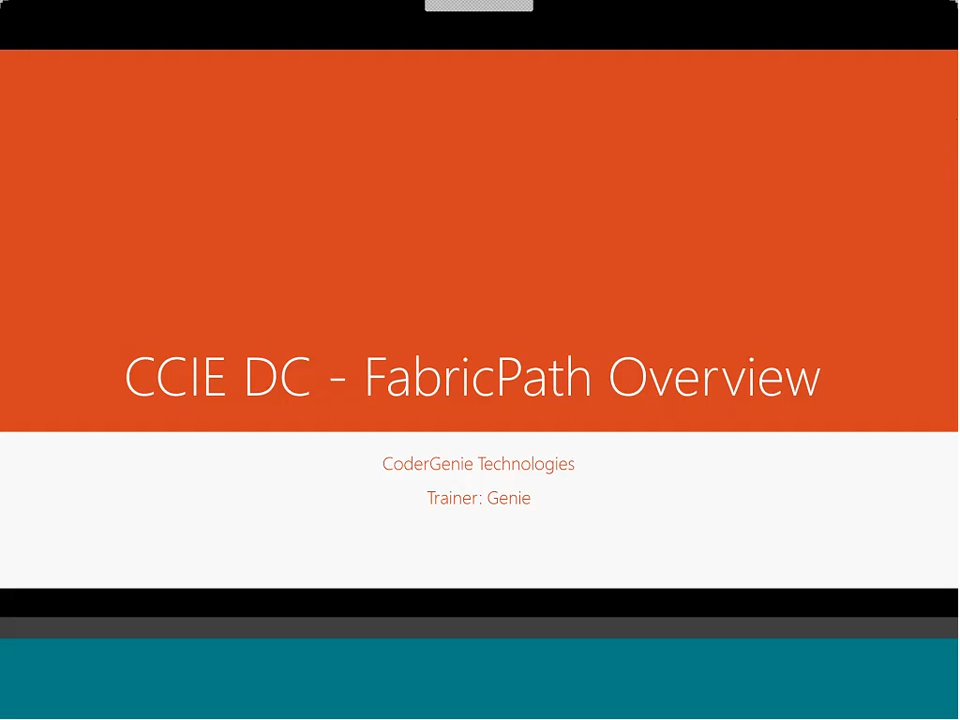 CCIE DC - FabricPath Overview
CoderGenie Technologies
Trainer: Genie